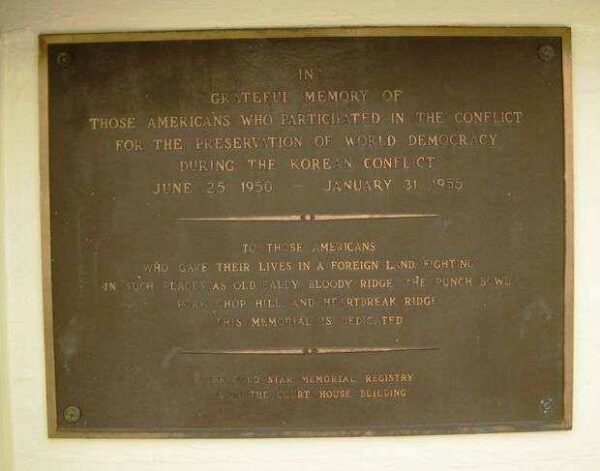 IN
GRATEFUL MEMORY OF
THOSE AMERICANS WHO PARTICIPATED IN THE CONFLICT
FOR THE PRESERVATION OF WORLD DEMOCRACY
DURING THE KOREAN CONFLICT
JUNE 25 1950 - JANUARY 31, 1955
TO THOSE AMERICANS
WHO GAVE THEIR LIVES IN A FOREIGN LAND, FIGHTING
IN SUCH PLACES AS OLD BALDY, BLOODY RIDGE, THE PUNCH BOWL,
PORK CHOP HILL, AND HEARTBREAK RIDGE
THIS MEMORIAL IS DEDICATED
STAR MEMORIAL REGISTRY
THE COURT HOUSE BUILDING